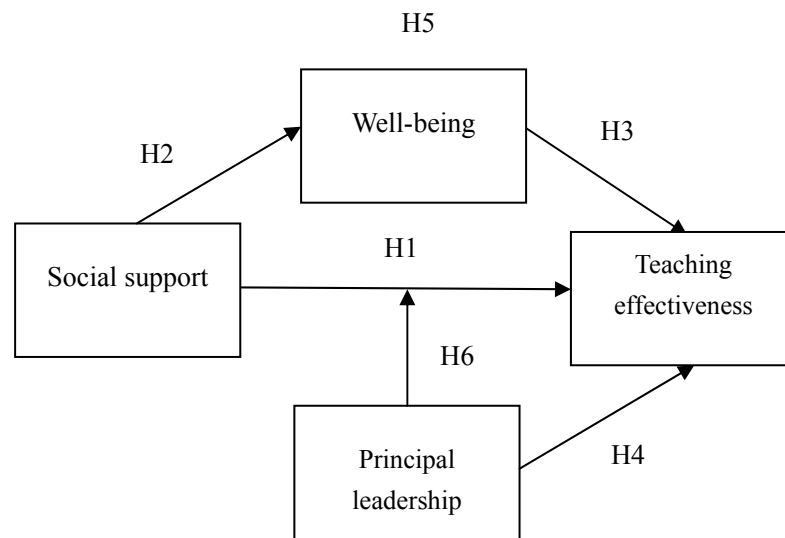 H5
Well-being
H2
H3
Social support
H1
Teaching
effectiveness
H6
Principal
leadership
H4